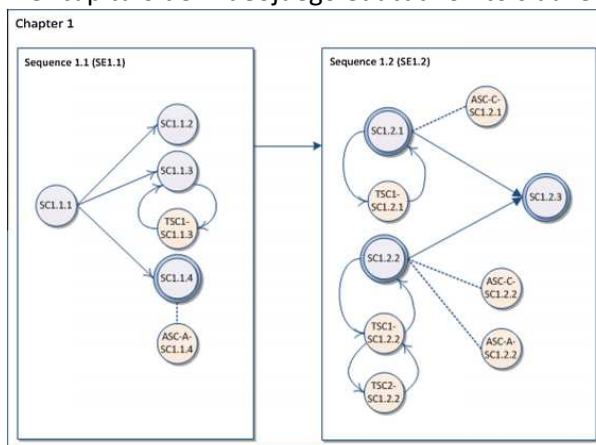 Chapter 1
Sequence 1.1 (SE1.1)
SC1.1.2
SC1.1.3
SC1.1.1
TSC1-
SC1.1.3
SC1.1.4
ASC-A-
SC1.1.4
Sequence 1.2 (SE1.2)
ASC-C-
SC1.2.1
SC1.2.1
TSC1-
SC1.2.1
SC1.2.3
SC1.2.2
ASC-C-
SC1.2.2
TSC1-
SC1.2.2
ASC-A-
SC1.2.2
TSC2-
SC1.2.2